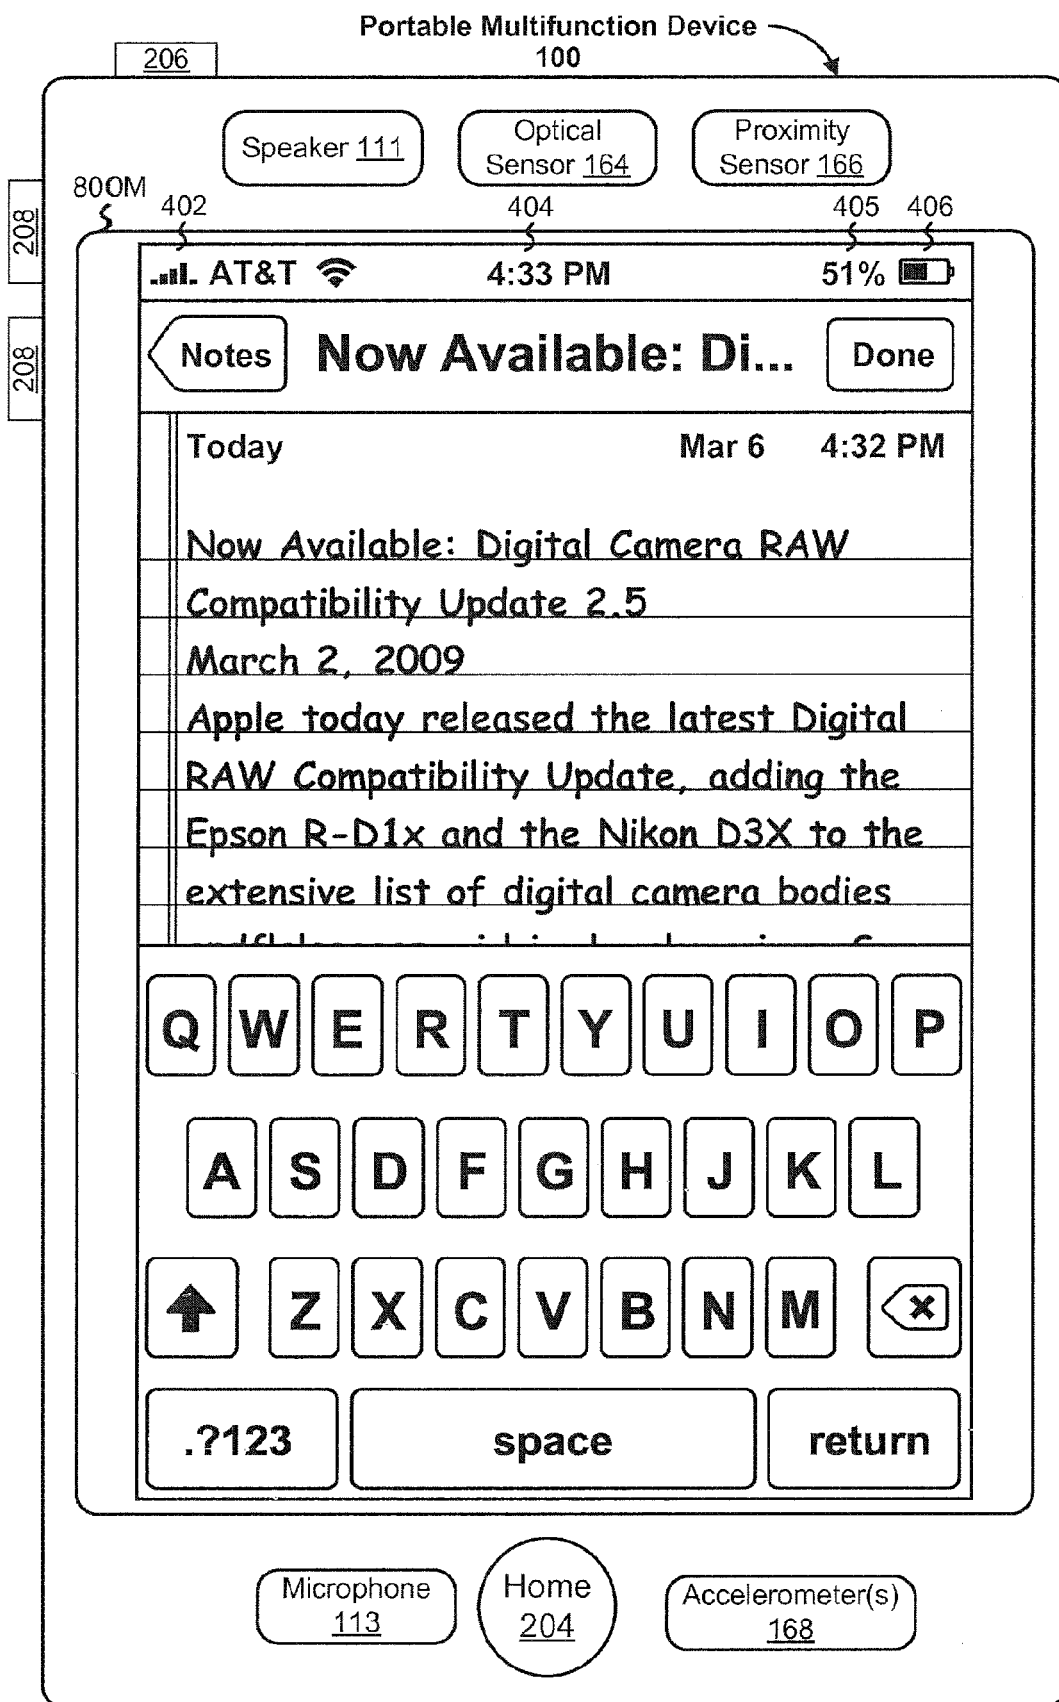 Portable Multifunction Device
100
206
Speaker 111
Optical
Sensor 164
Proximity
Sensor 166
208
208
800M
402
404
405
406
AT&T
4:33 PM
51%
Notes
Now Available: Di...
Done
Today
Mar 6
4:32 PM
Now Available: Digital Camera RAW
Compatibility Update 2.5
March 2, 2009
Apple today released the latest Digital
RAW Compatibility Update, adding the
Epson R-D1x and the Nikon D3X to the
extensive list of digital camera bodies
Q W E R T Y U I O P
A S D F G H J K L
Z X C V B N M
.?123
space
return
Microphone
113
Home
204
Accelerometer(s)
168